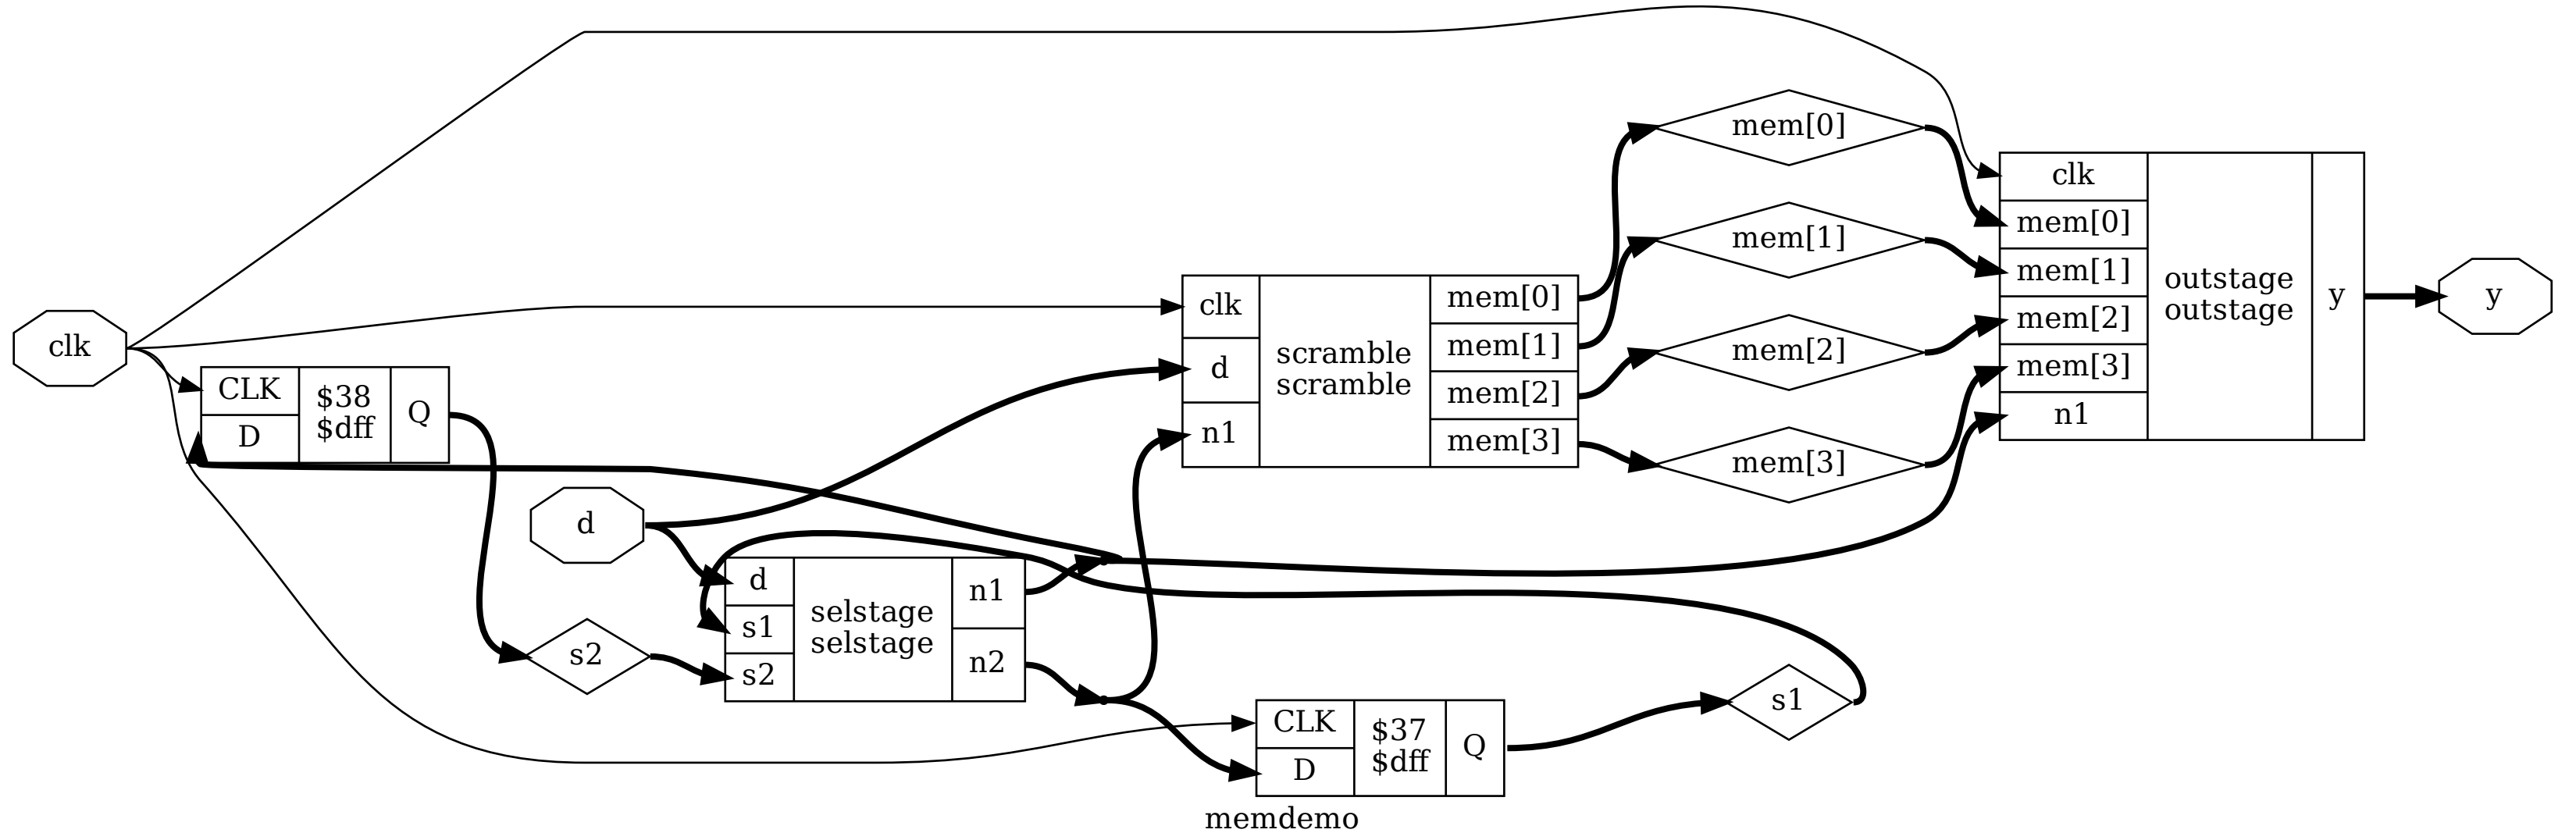 clk
CLK
D
$38
$dff
Q
d
s2
d
s1
s2
selstage
selstage
n1
n2
clk
d
n1
scramble
scramble
mem[0]
mem[1]
mem[2]
mem[3]
CLK
D
$37
$dff
Q
mem[0]
mem[1]
mem[2]
mem[3]
s1
clk
mem[0]
mem[1]
mem[2]
mem[3]
n1
outstage
outstage
y
y
memdemo